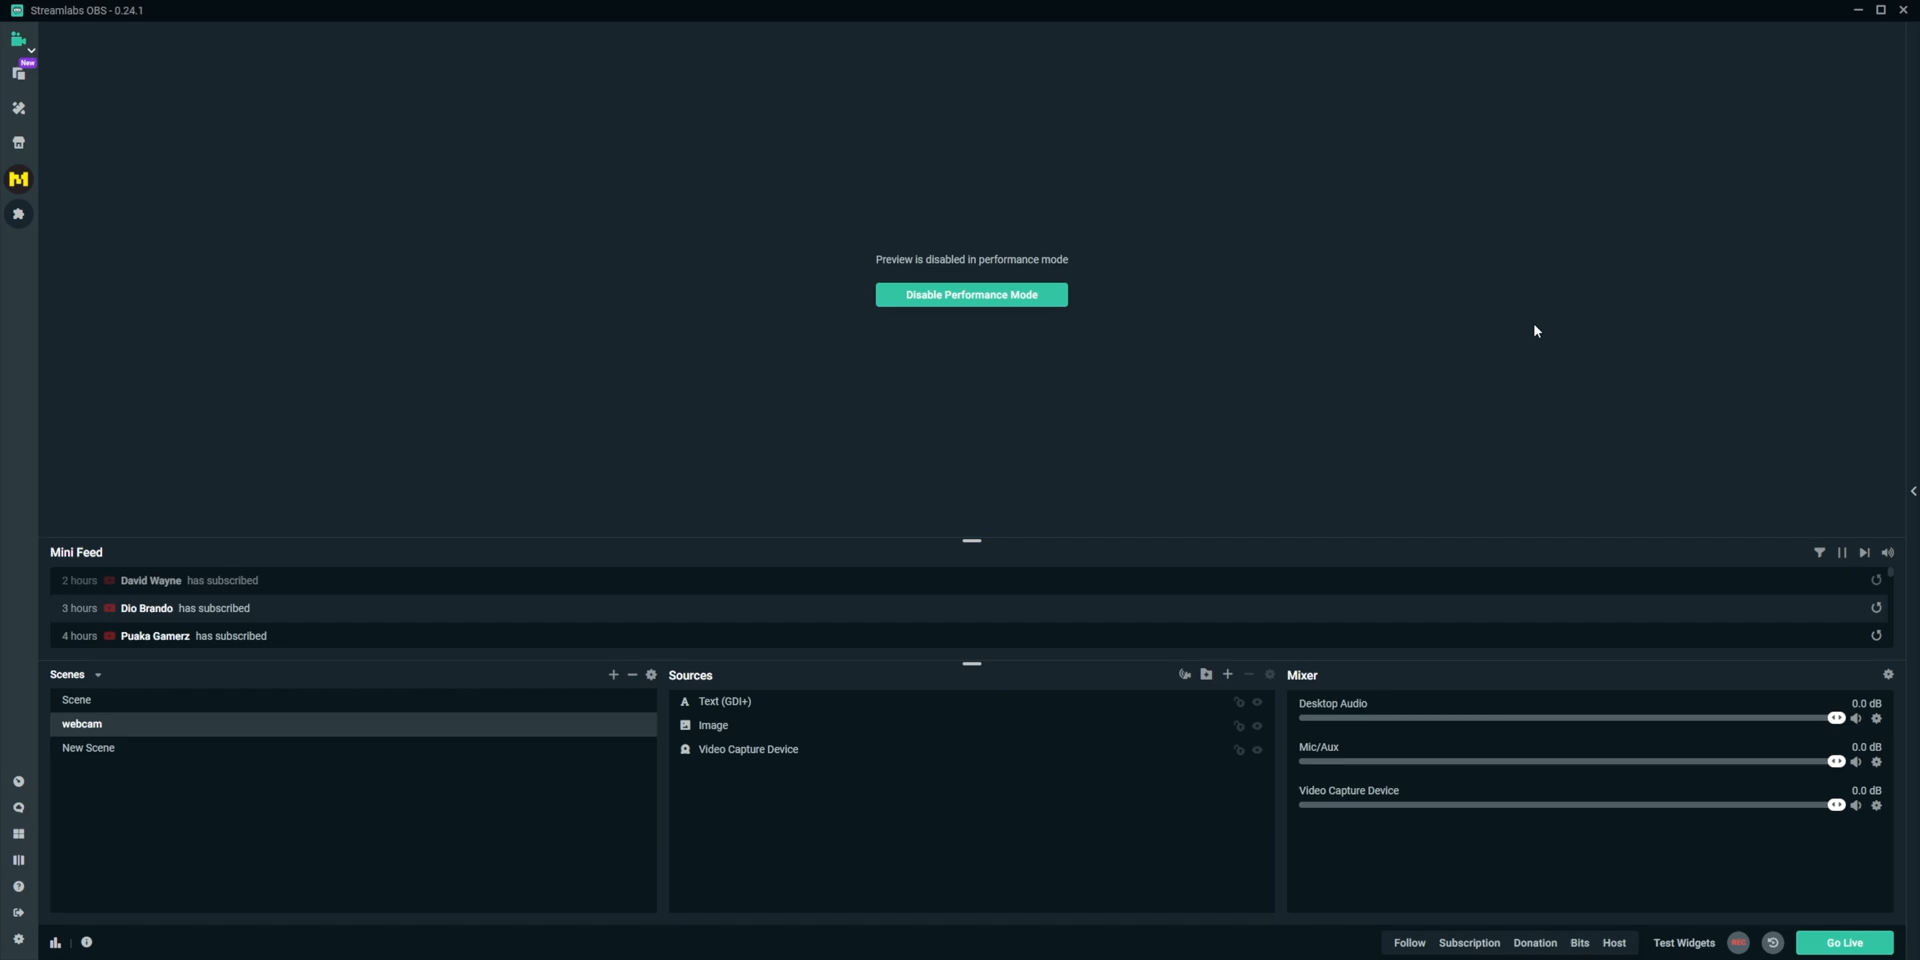 Streamlabs OBS - 0.24.1
New
Preview is disabled in performance mode
Disable Performance Mode
Mini Feed
2 hours David Wayne has subscribed
3 hours Dio Brando has subscribed
4 hours Puaka Gamerz has subscribed
Scenes
Scene
webcam
New Scene
Sources
Text (GDI+)
Image
Video Capture Device
Mixer
Desktop Audio 0.0 dB
Mic/Aux 0.0 dB
Video Capture Device 0.0 dB
Follow Subscription Donation Bits Host Test Widgets REC Go Live